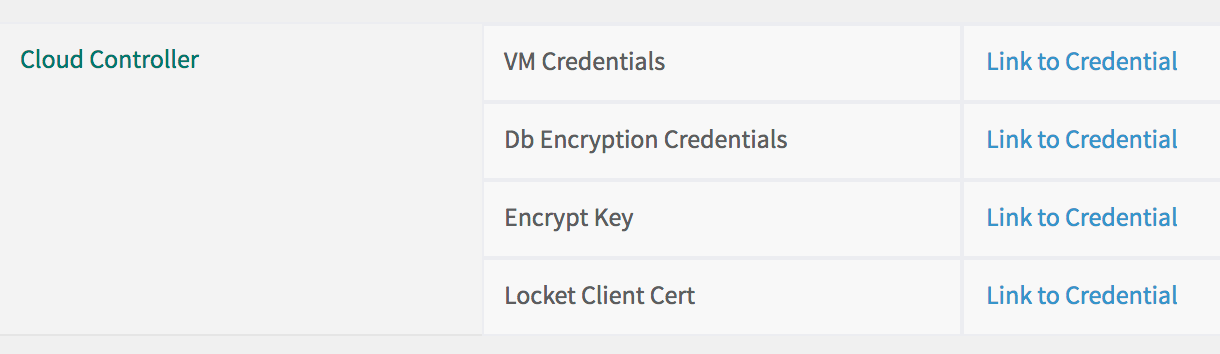 Cloud Controller
VM Credentials
Link to Credential
Db Encryption Credentials
Link to Credential
Encrypt Key
Link to Credential
Locket Client Cert
Link to Credential